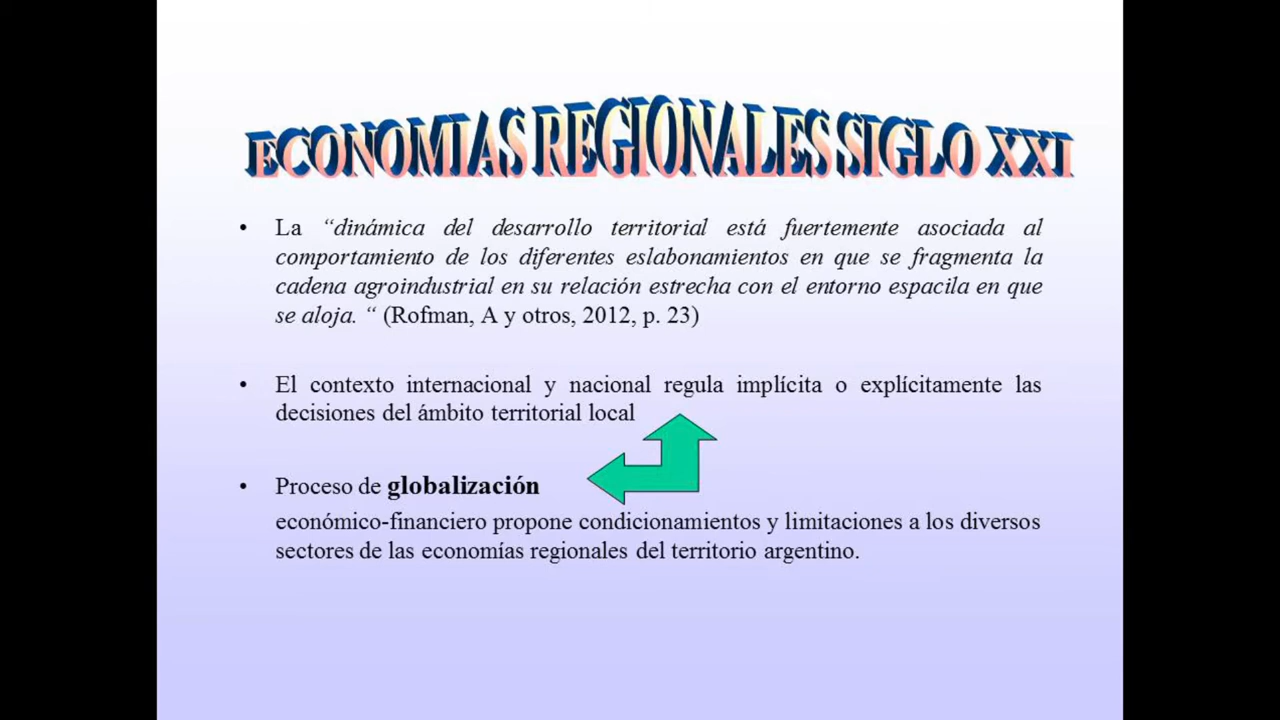 ECONOMIAS REGIONALES SIGLO XXI
• La “dinámica del desarrollo territorial está fuertemente asociada al
comportamiento de los diferentes eslabonamientos en que se fragmenta la
cadena agroindustrial en su relación estrecha con el entorno espacila en que
se aloja. “ (Rofman, A y otros, 2012, p. 23)
• El contexto internacional y nacional regula implícita o explícitamente las
decisiones del ámbito territorial local
• Proceso de globalización
económico-financiero propone condicionamientos y limitaciones a los diversos
sectores de las economías regionales del territorio argentino.